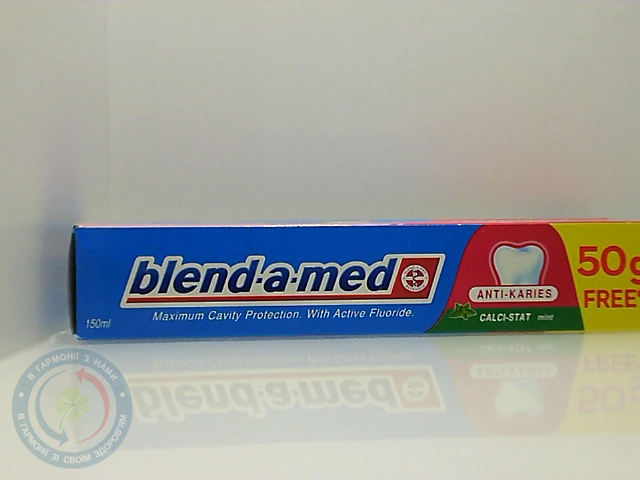 blend-a-med
Maximum Cavity Protection. With Active Fluoride.
150ml
ANTI-KARIES
CALCI-STAT mint
50g
FREE*
В ГАРМОНІЇ З НАМИ
В ГАРМОНІЇ ЗІ СВОЇМ ЗДОРОВ'ЯМ